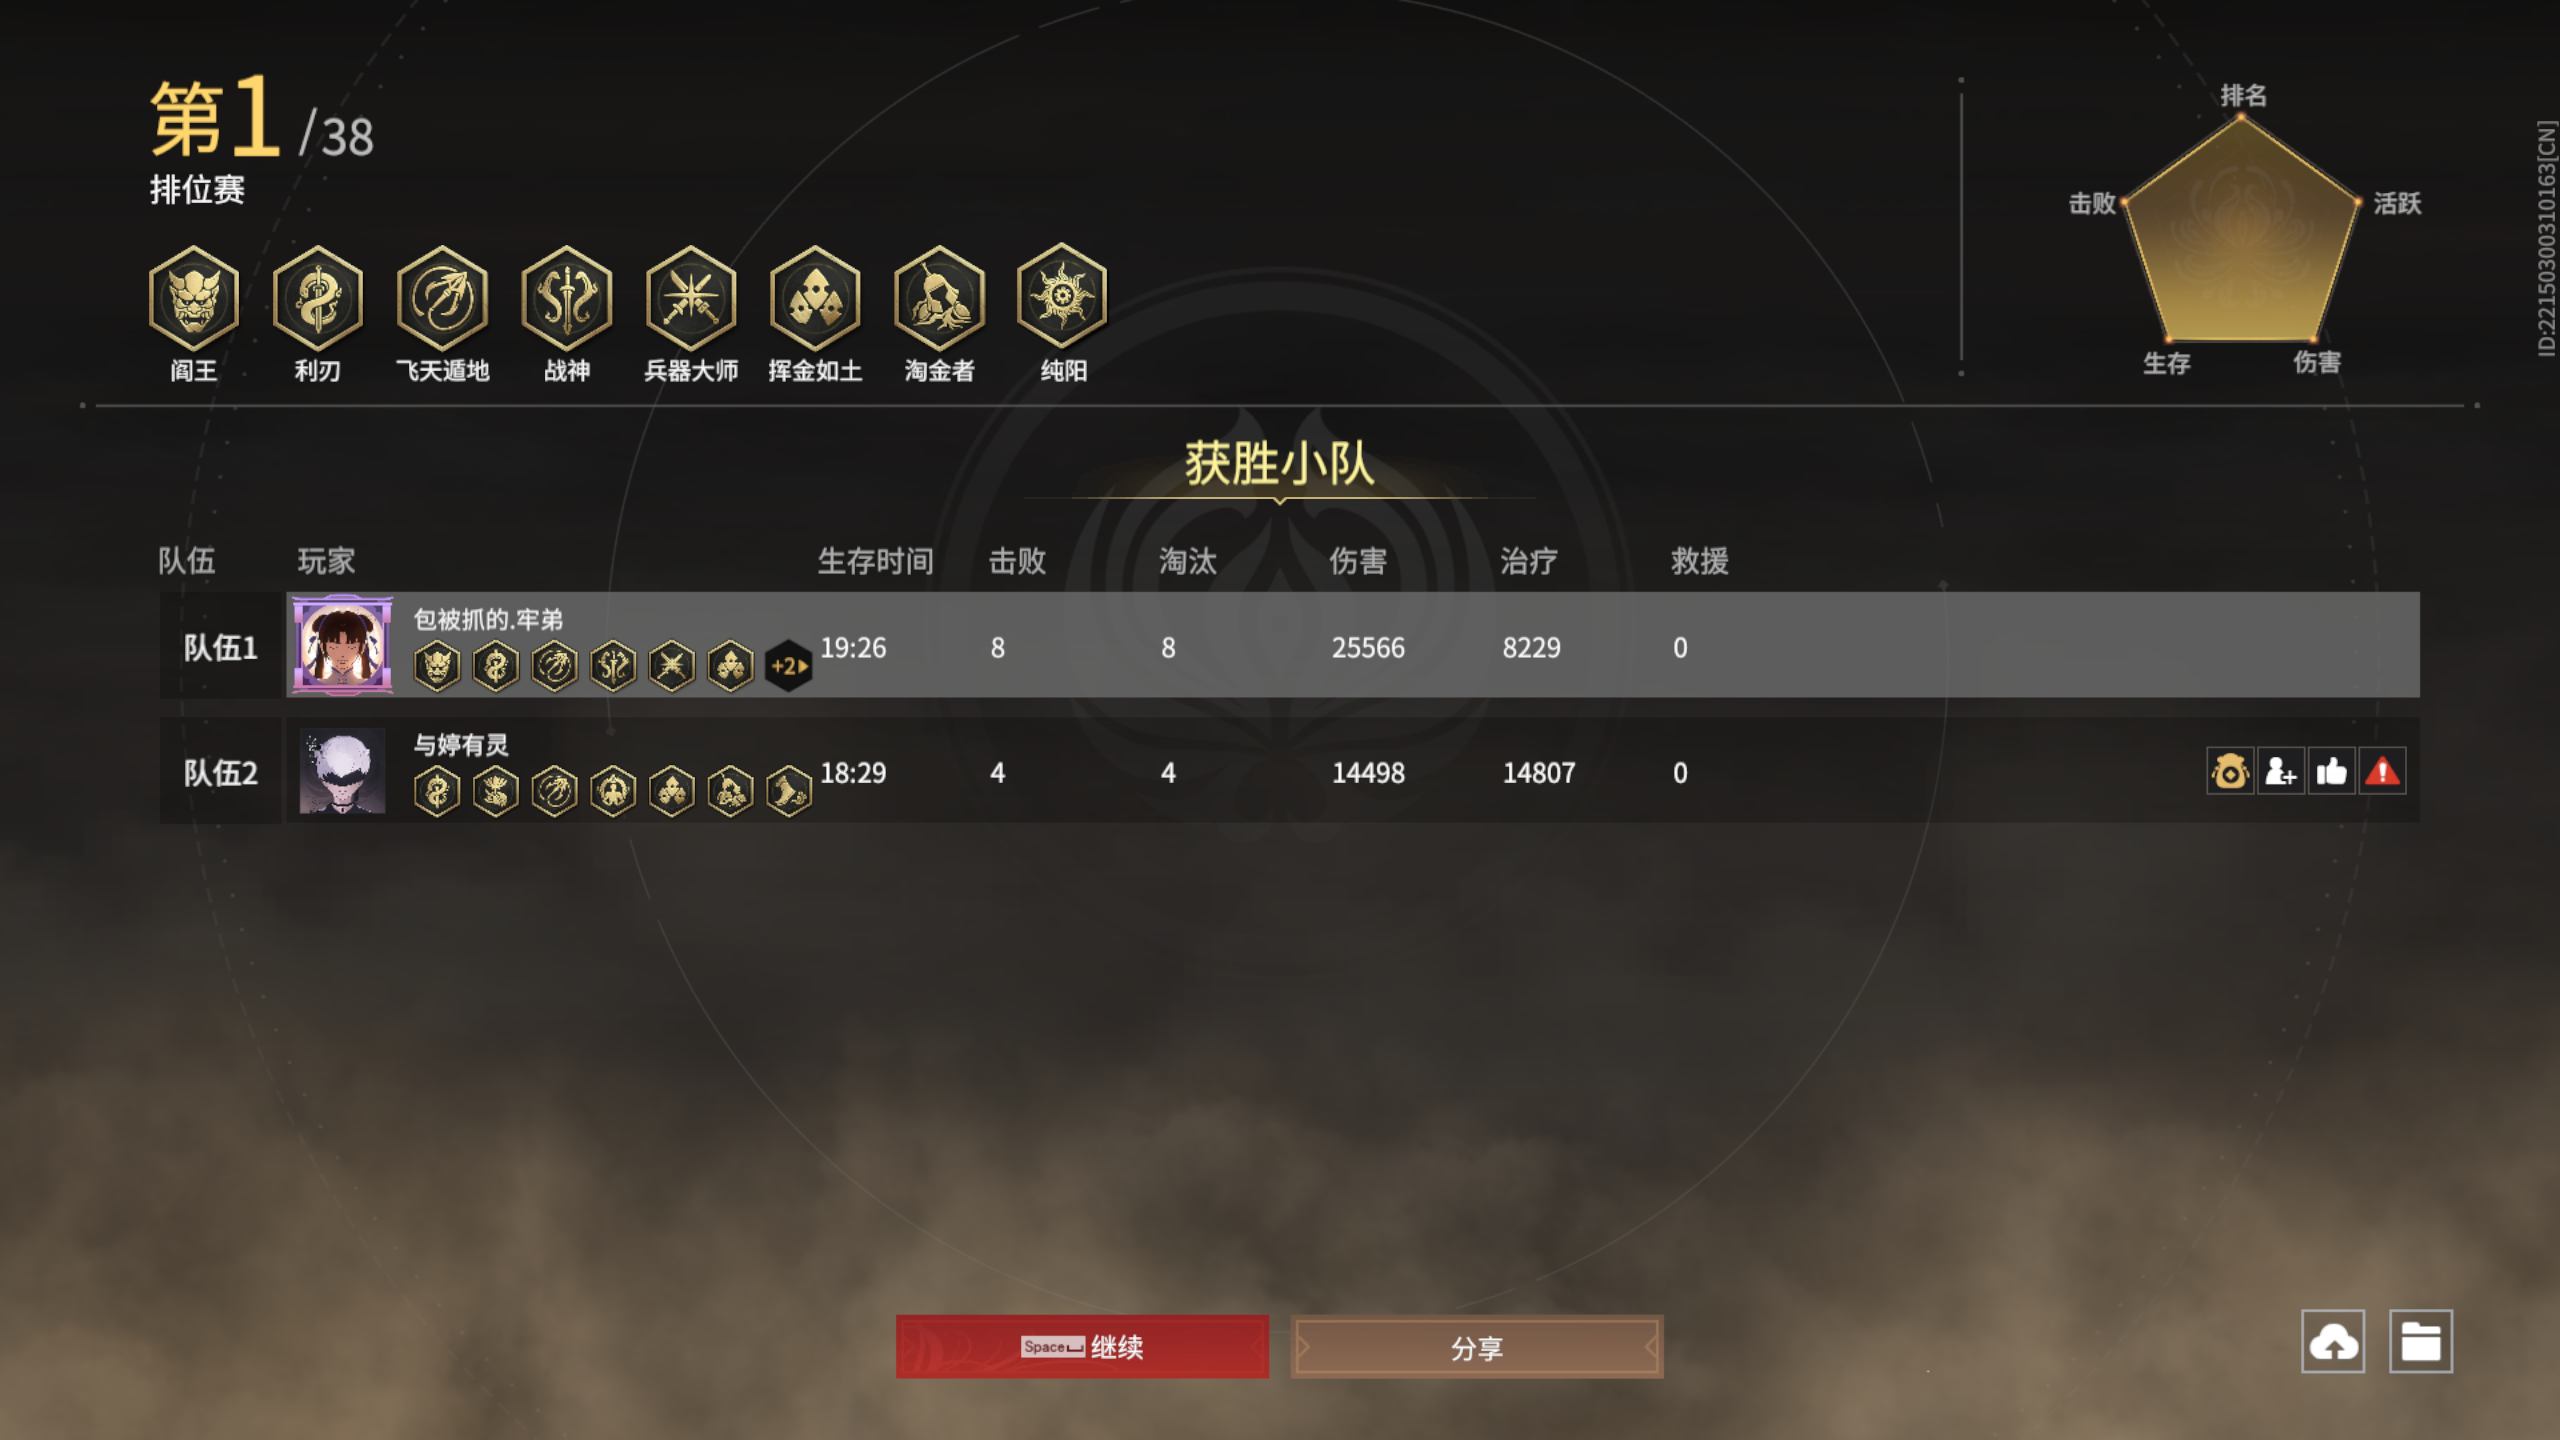 第1/38
排位赛
阎王 利刃 飞天遁地 战神 兵器大师 挥金如土 淘金者 纯阳
排名
击败 活跃
生存 伤害
ID:2215030031 0163[CN]
获胜小队
队伍 玩家 生存时间 击败 淘汰 伤害 治疗 救援
包被抓的.牢弟
队伍1 +2 19:26 8 8 25566 8229 0
与婷有灵
队伍2 18:29 4 4 14498 14807 0
Space 继续 分享